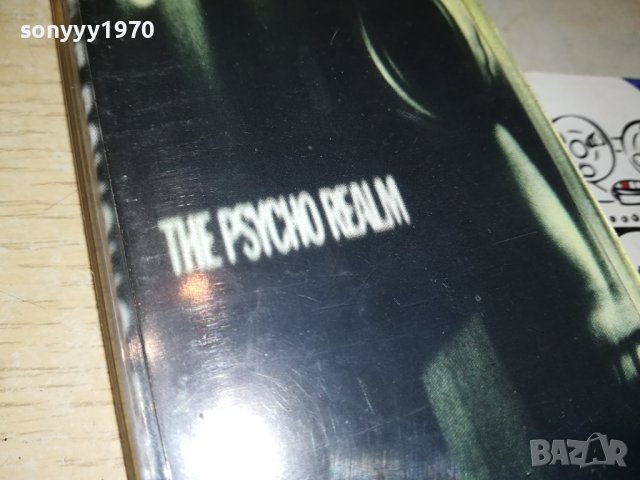 sonyyy1970
THE PSYCHO REALM
BAZAR